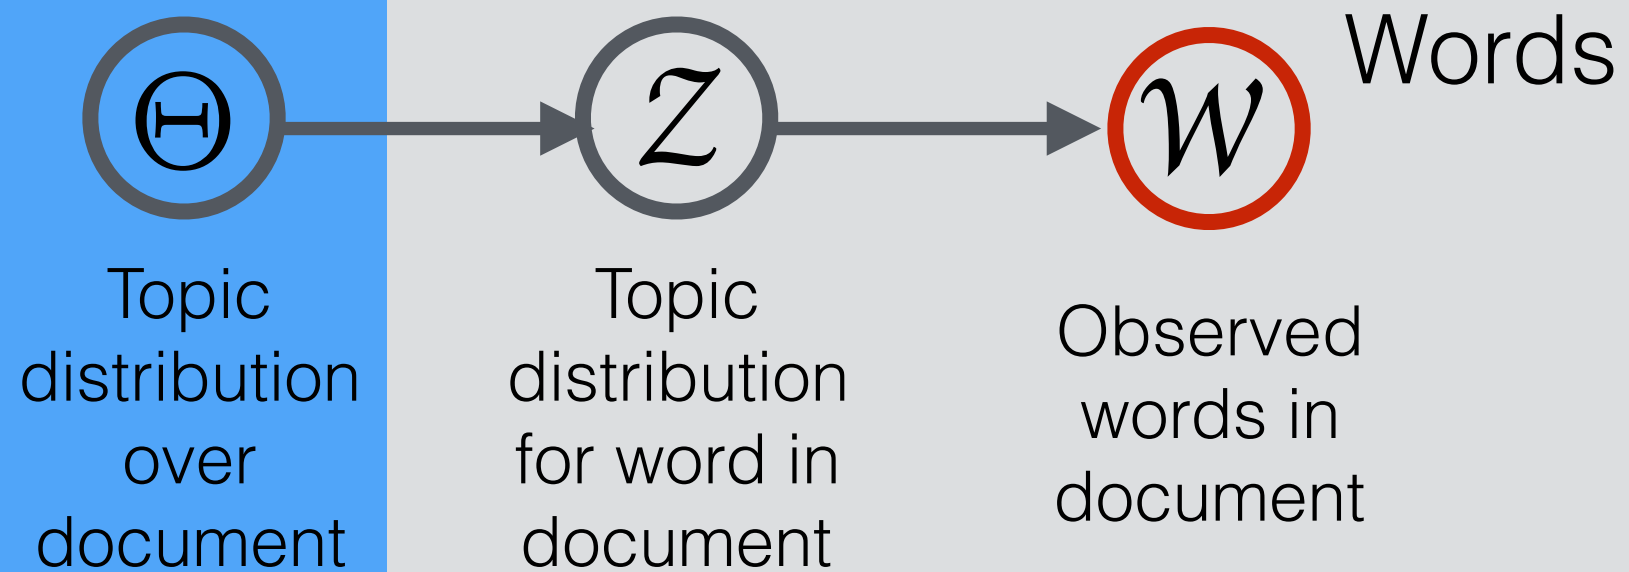 Words
Θ
Z
W
Topic
distribution
over
document
Topic
distribution
for word in
document
Observed
words in
document